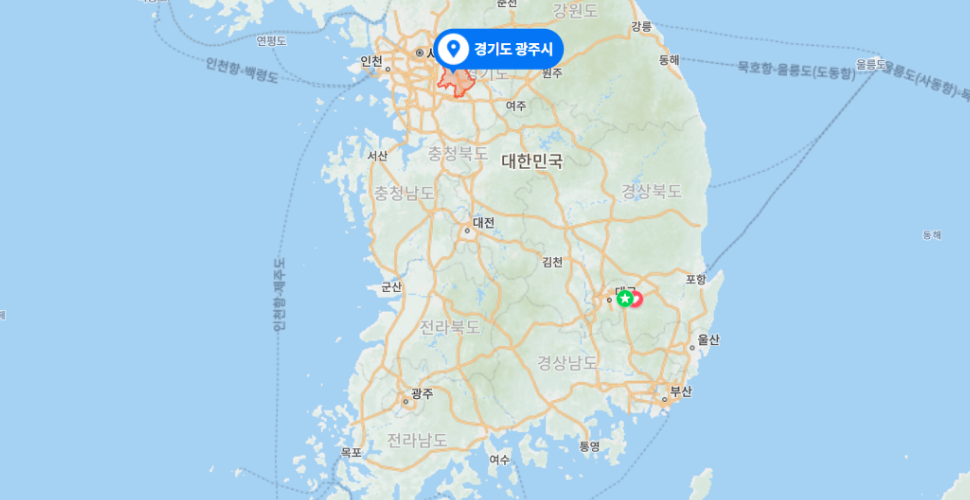 춘천
강원도
강릉
연평도
경기도 광주시
인천
인천항-백령도
경기도
원주
동해
울릉도
묵호항-울릉도(도동항)
울릉도(사동항)-묵
여주
서산
충청북도
대한민국
충청남도
경상북도
대전
동해
김천
인천항-제주도
포항
군산
전라북도
울산
경상남도
광주
부산
전라남도
목포
여수
통영